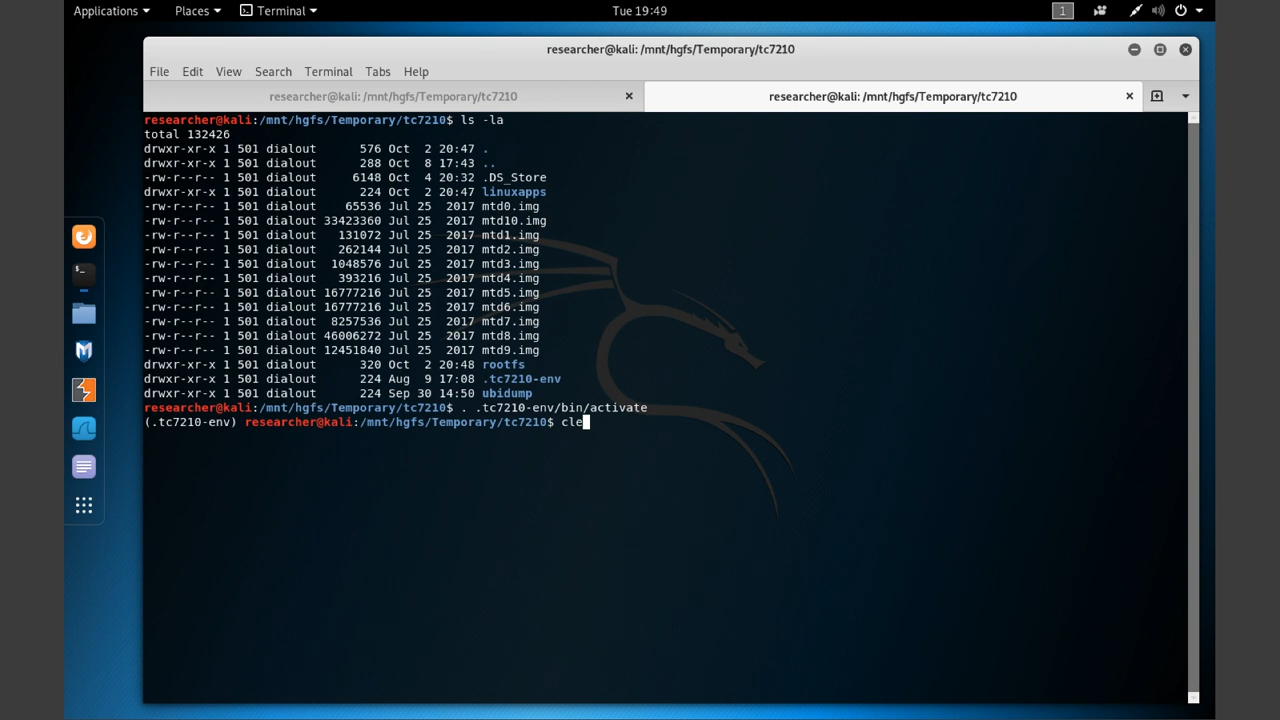 Applications Places Terminal Tue 19:49 1
researcher@kali: /mnt/hgfs/Temporary/tc7210
File Edit View Search Terminal Tabs Help
researcher@kali: /mnt/hgfs/Temporary/tc7210 researcher@kali: /mnt/hgfs/Temporary/tc7210
researcher@kali:/mnt/hgfs/Temporary/tc7210$ ls -la
total 132426
drwxr-xr-x 1 501 dialout 576 Oct 2 20:47 .
drwxr-xr-x 1 501 dialout 288 Oct 8 17:43 ..
-rw-r--r-- 1 501 dialout 6148 Oct 4 20:32 .DS_Store
drwxr-xr-x 1 501 dialout 224 Oct 2 20:47 linuxapps
-rw-r--r-- 1 501 dialout 65536 Jul 25 2017 mtd0.img
-rw-r--r-- 1 501 dialout 33423360 Jul 25 2017 mtd10.img
-rw-r--r-- 1 501 dialout 131072 Jul 25 2017 mtd1.img
-rw-r--r-- 1 501 dialout 262144 Jul 25 2017 mtd2.img
-rw-r--r-- 1 501 dialout 1048576 Jul 25 2017 mtd3.img
-rw-r--r-- 1 501 dialout 393216 Jul 25 2017 mtd4.img
-rw-r--r-- 1 501 dialout 16777216 Jul 25 2017 mtd5.img
-rw-r--r-- 1 501 dialout 16777216 Jul 25 2017 mtd6.img
-rw-r--r-- 1 501 dialout 8257536 Jul 25 2017 mtd7.img
-rw-r--r-- 1 501 dialout 46006272 Jul 25 2017 mtd8.img
-rw-r--r-- 1 501 dialout 12451840 Jul 25 2017 mtd9.img
drwxr-xr-x 1 501 dialout 320 Oct 2 20:48 rootfs
drwxr-xr-x 1 501 dialout 224 Aug 9 17:08 .tc7210-env
drwxr-xr-x 1 501 dialout 224 Sep 30 14:50 ubidump
researcher@kali:/mnt/hgfs/Temporary/tc7210$ . .tc7210-env/bin/activate
(.tc7210-env) researcher@kali:/mnt/hgfs/Temporary/tc7210$ cle